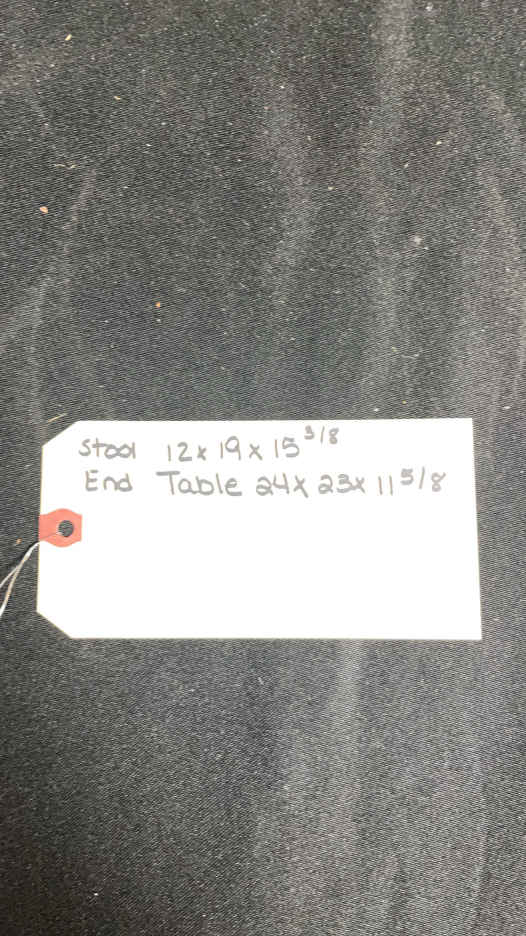 Stool 12 x 19 x 15 3/8
End Table 24 x 23 x 11 5/8